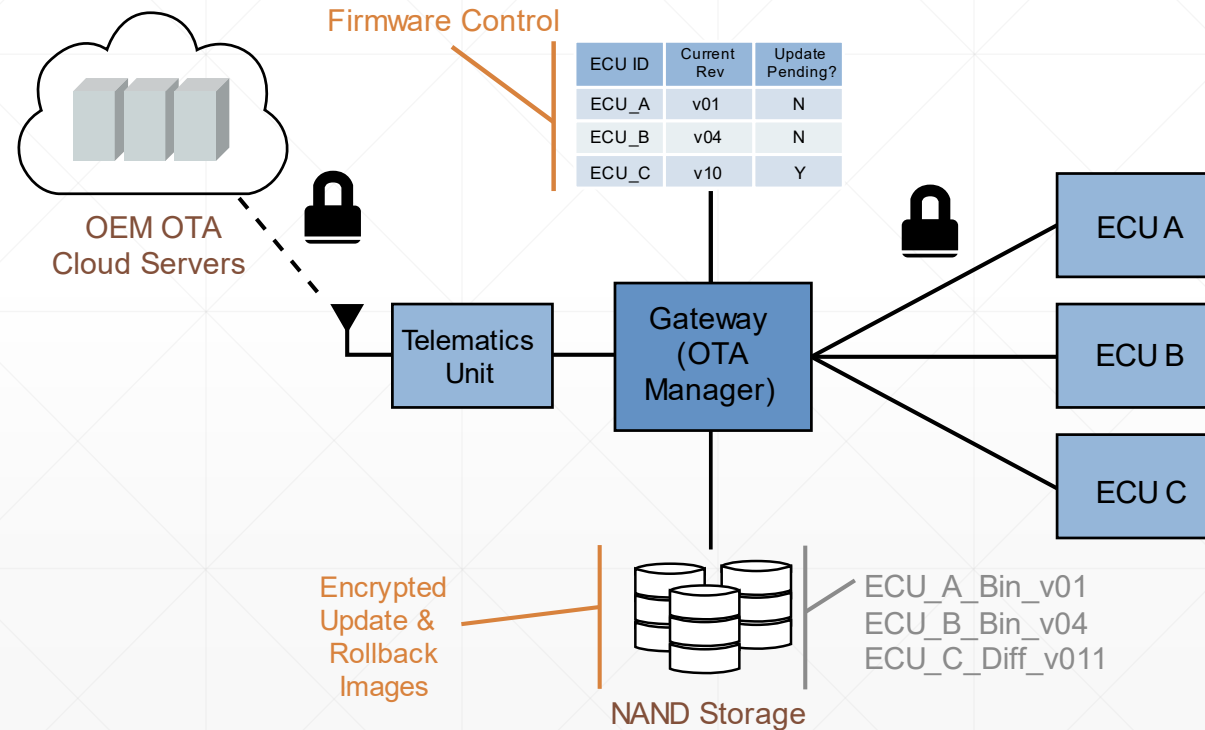 Firmware Control
ECU ID Current Rev Update Pending?
ECU_A v01 N
ECU_B v04 N
ECU_C v10 Y
OEM OTA
Cloud Servers
Telematics
Unit
Gateway
(OTA
Manager)
ECU A
ECU B
ECU C
Encrypted
Update &
Rollback
Images
NAND Storage
ECU_A_Bin_v01
ECU_B_Bin_v04
ECU_C_Diff_v011